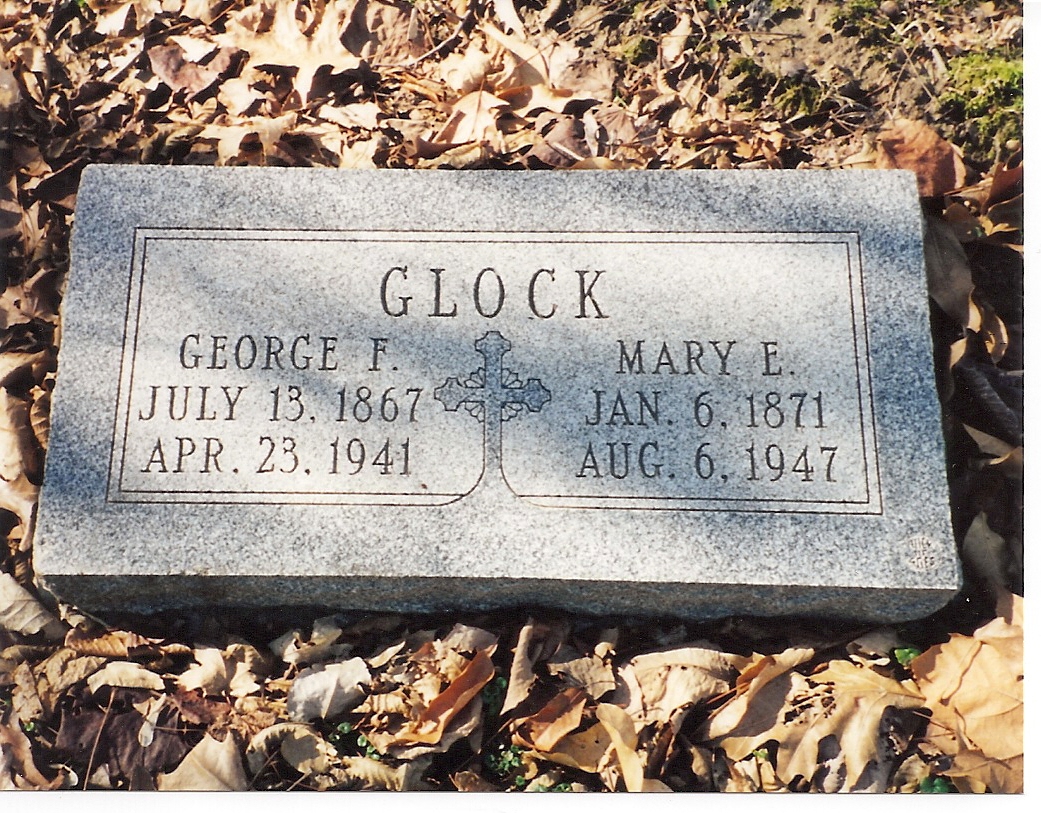 GLOCK
GEORGE F.
JULY 13, 1867
APR. 23, 1941
MARY E.
JAN. 6, 1871
AUG. 6, 1947